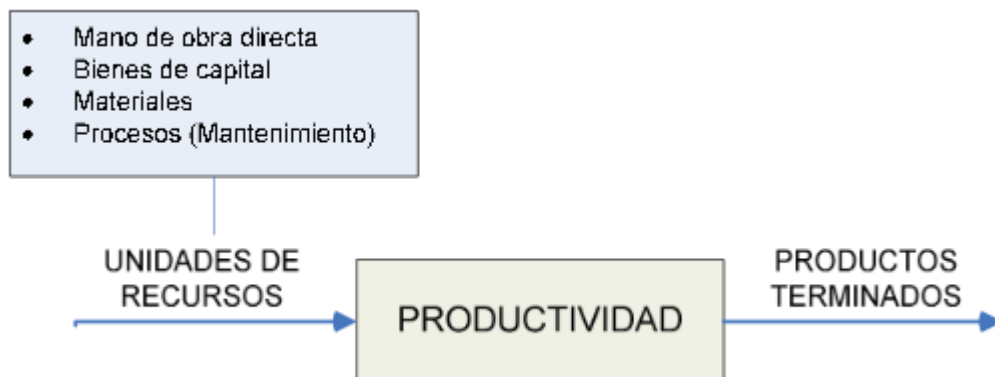 • Mano de obra directa
• Bienes de capital
• Materiales
• Procesos (Mantenimiento)
UNIDADES DE
RECURSOS
PRODUCTIVIDAD
PRODUCTOS
TERMINADOS